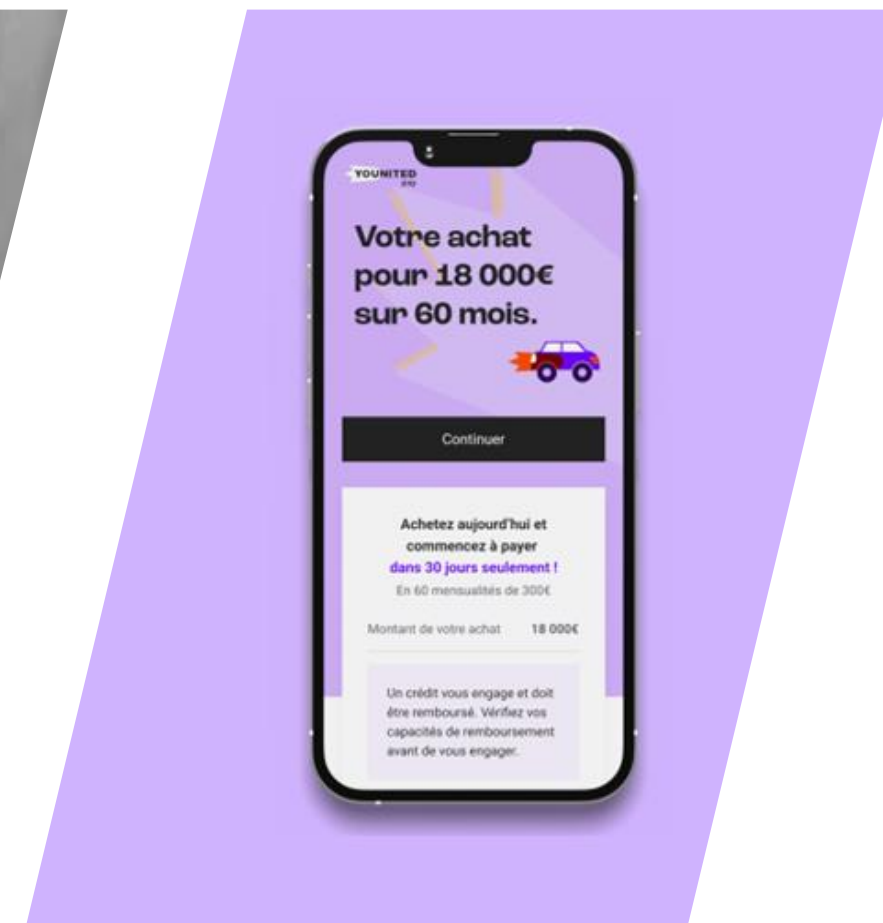 YOUNITED
pay
Votre achat
pour 18 000€
sur 60 mois.
Continuer
Achetez aujourd'hui et
commencez à payer
dans 30 jours seulement !
En 60 mensualités de 300€
Montant de votre achat 18 000€
Un crédit vous engage et doit
être remboursé. Vérifiez vos
capacités de remboursement
avant de vous engager.